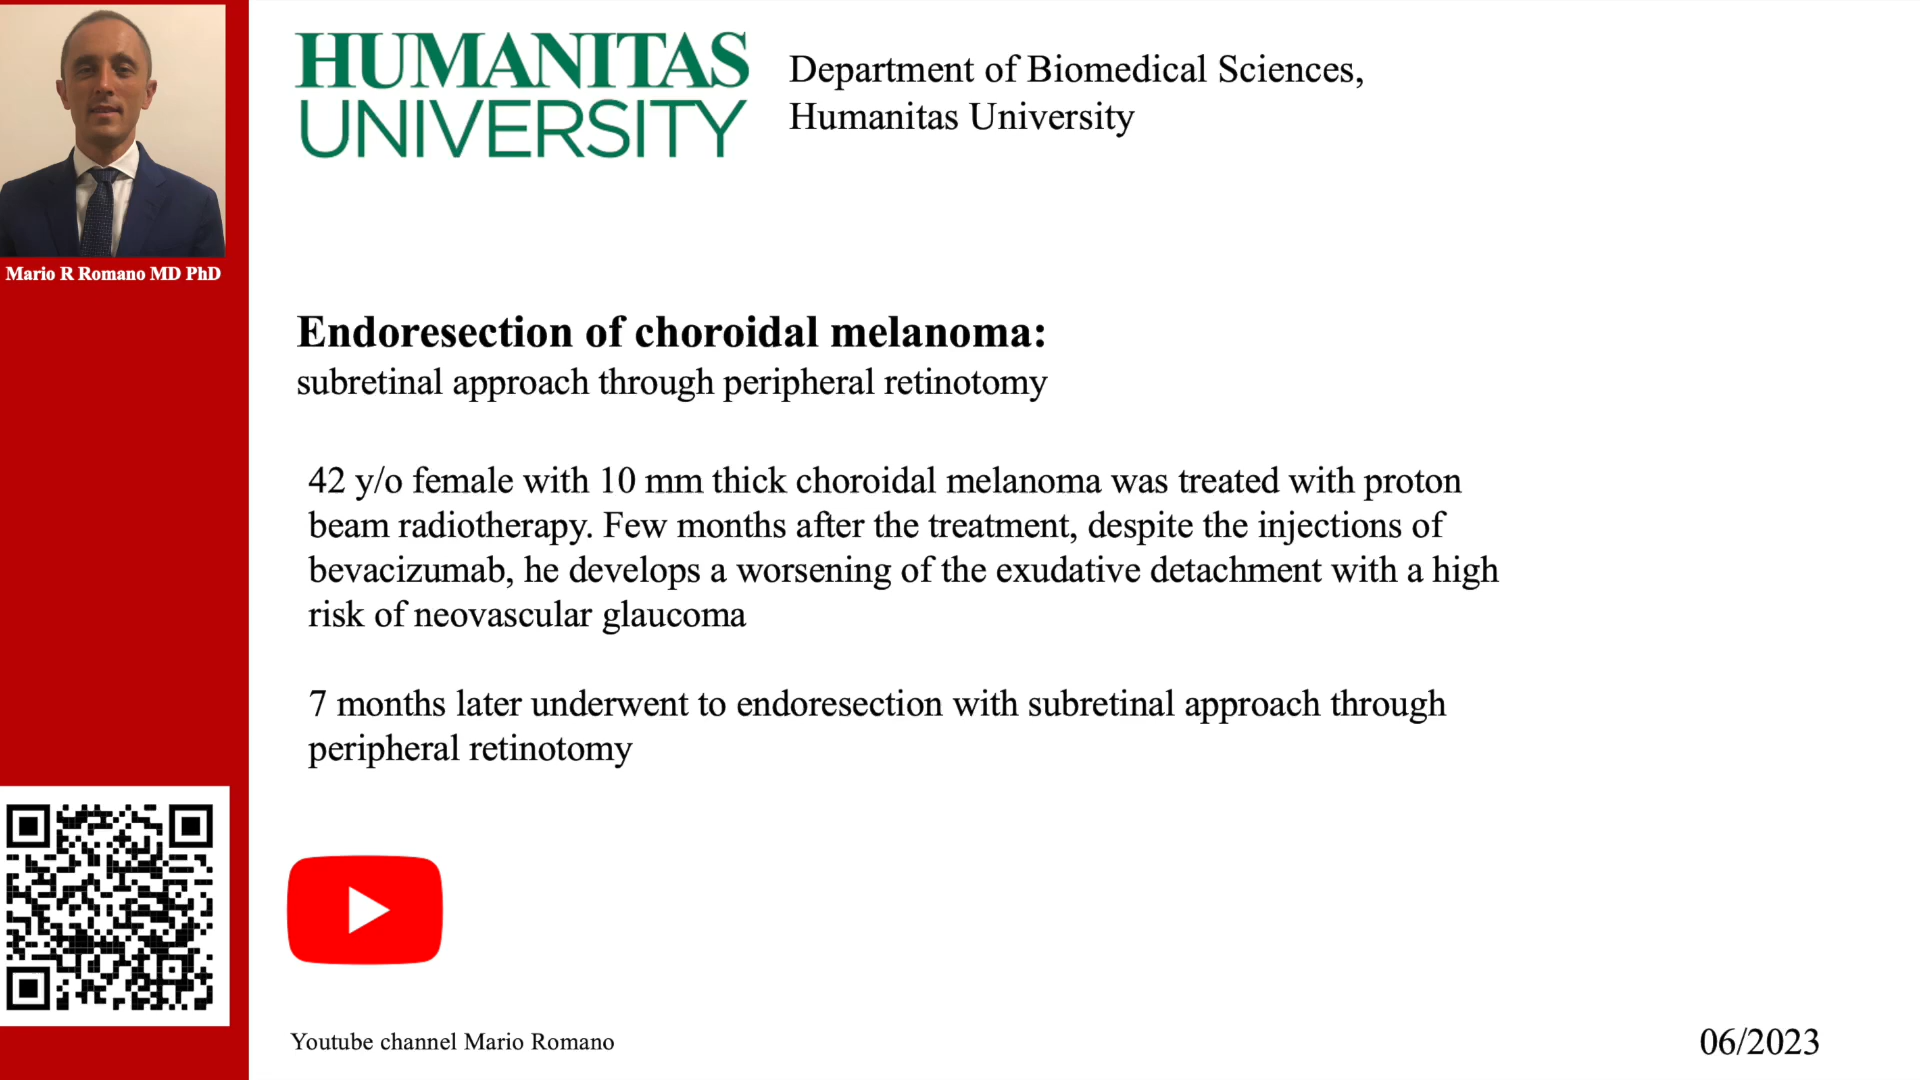 HUMANITAS
UNIVERSITY
Department of Biomedical Sciences,
Humanitas University
Mario R Romano MD PhD
Endoresection of choroidal melanoma:
subretinal approach through peripheral retinotomy
42 y/o female with 10 mm thick choroidal melanoma was treated with proton
beam radiotherapy. Few months after the treatment, despite the injections of
bevacizumab, he develops a worsening of the exudative detachment with a high
risk of neovascular glaucoma
7 months later underwent to endoresection with subretinal approach through
peripheral retinotomy
Youtube channel Mario Romano
06/2023